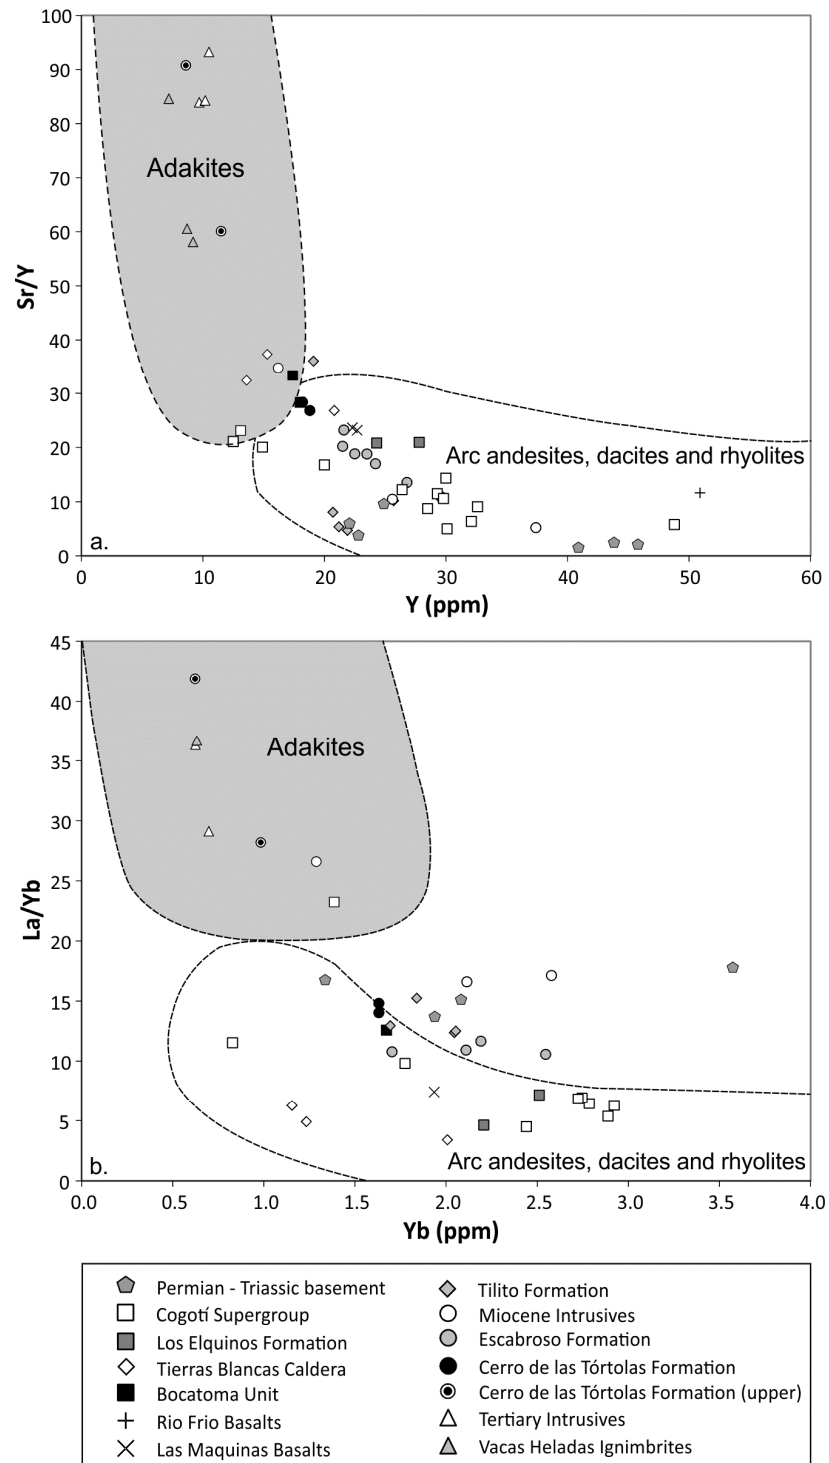 100
90
80
70
60
50
40
30
20
10
0
Sr/Y
Adakites
Arc andesites, dacites and rhyolites
a.
0 10 20 30 40 50 60
Y (ppm)
45
40
35
30
25
20
15
10
5
0
La/Yb
Adakites
Arc andesites, dacites and rhyolites
b.
0.0 0.5 1.0 1.5 2.0 2.5 3.0 3.5 4.0
Yb (ppm)
Permian - Triassic basement
Cogotí Supergroup
Los Elquinos Formation
Tierras Blancas Caldera
Bocatoma Unit
Rio Frio Basalts
Las Maquinas Basalts
Tilito Formation
Miocene Intrusives
Escabroso Formation
Cerro de las Tórtolas Formation
Cerro de las Tórtolas Formation (upper)
Tertiary Intrusives
Vacas Heladas Ignimbrites